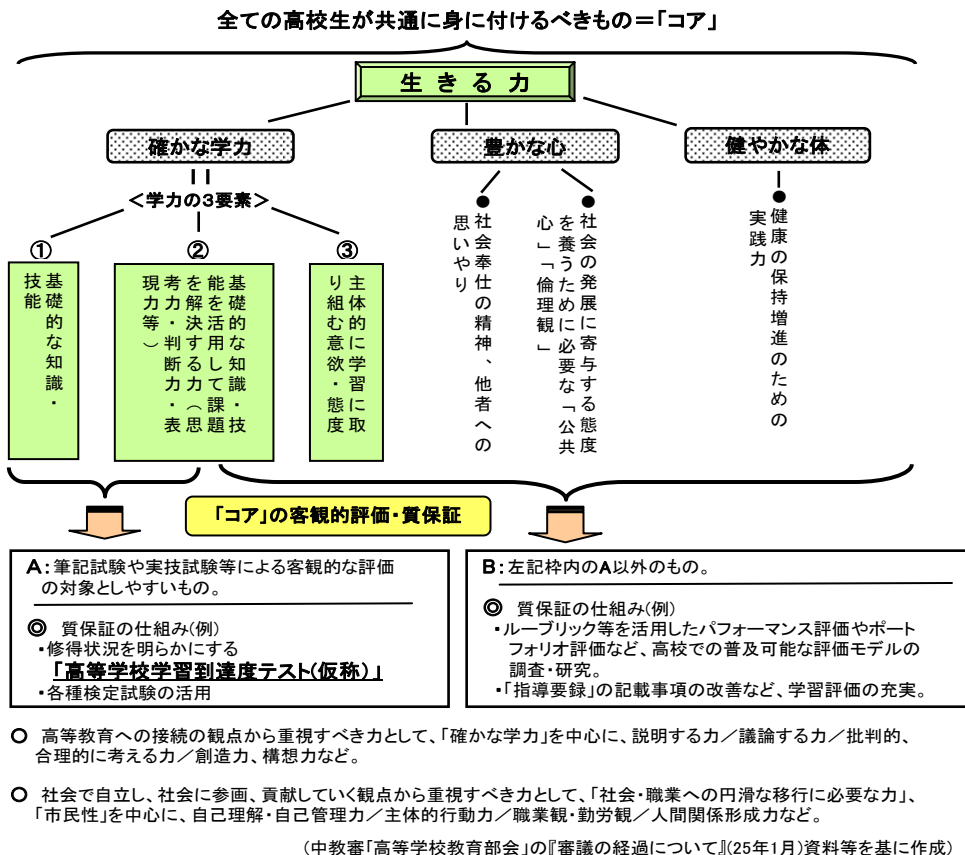 全ての高校生が共通に身に付けるべきもの＝「コア」
生きる力
確かな学力
豊かな心
健やかな体
＜学力の３要素＞
①
②
③
基礎的な知識・
技能
基礎的な知識・技
能を活用して課題
を解決する力（思
考力・判断力・表
現力等）
主体的に学習に取
り組む意欲・態度
●社会奉仕の精神、他者への
思いやり
●社会の発展に寄与する態度
を養うために必要な「公共
心」「倫理観」
●健康の保持増進のための
実践力
「コア」の客観的評価・質保証
A：筆記試験や実技試験等による客観的な評価
の対象としやすいもの。
◎ 質保証の仕組み(例)
・修得状況を明らかにする
「高等学校学習到達度テスト(仮称)」
・各種検定試験の活用
B：左記枠内のA以外のもの。
◎ 質保証の仕組み(例)
・ルーブリック等を活用したパフォーマンス評価やポート
フォリオ評価など、高校での普及可能な評価モデルの
調査・研究。
・「指導要録」の記載事項の改善など、学習評価の充実。
○ 高等教育への接続の観点から重視すべき力として、「確かな学力」を中心に、説明する力／議論する力／批判的、
合理的に考える力／創造力、構想力など。
○ 社会で自立し、社会に参画、貢献していく観点から重視すべき力として、「社会・職業への円滑な移行に必要な力」、
「市民性」を中心に、自己理解・自己管理力／主体的行動力／職業観・勤労観／人間関係形成力など。
(中教審「高等学校教育部会」の『審議の経過について』(25年1月)資料等を基に作成)